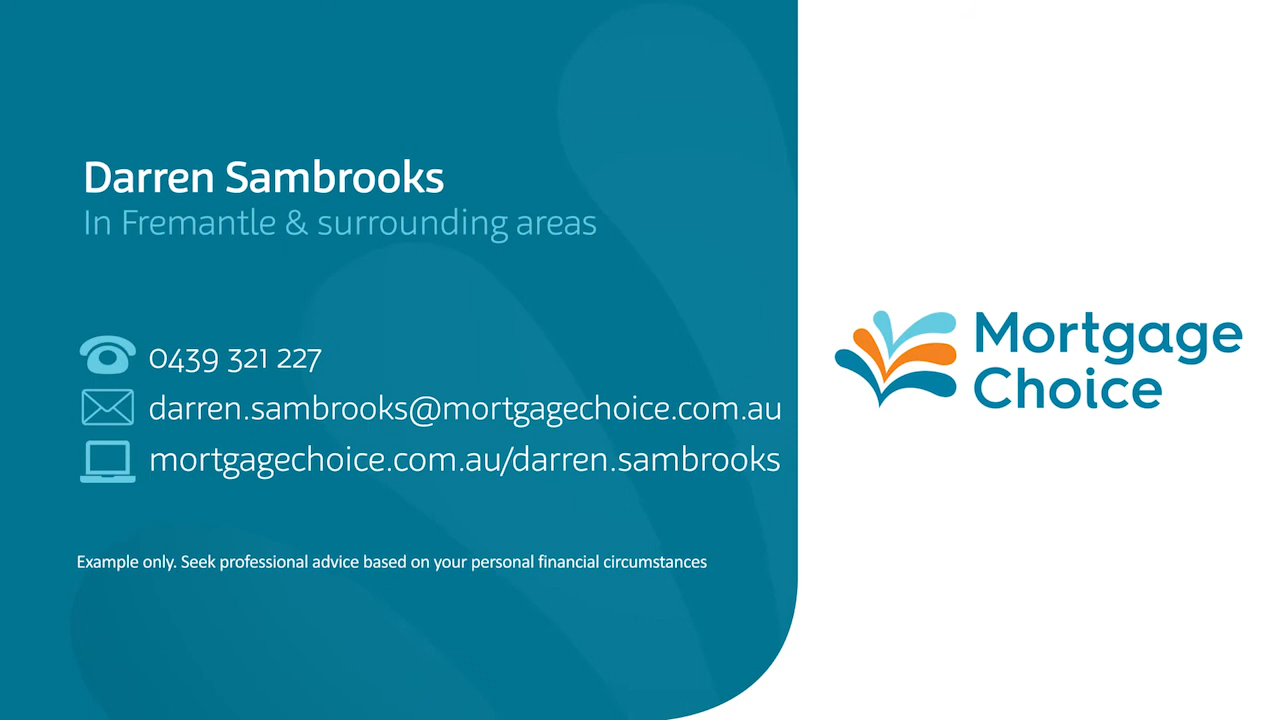 Darren Sambrooks
In Fremantle & surrounding areas
0439 321 227
darren.sambrooks@mortgagechoice.com.au
mortgagechoice.com.au/darren.sambrooks
Example only. Seek professional advice based on your personal financial circumstances
Mortgage
Choice